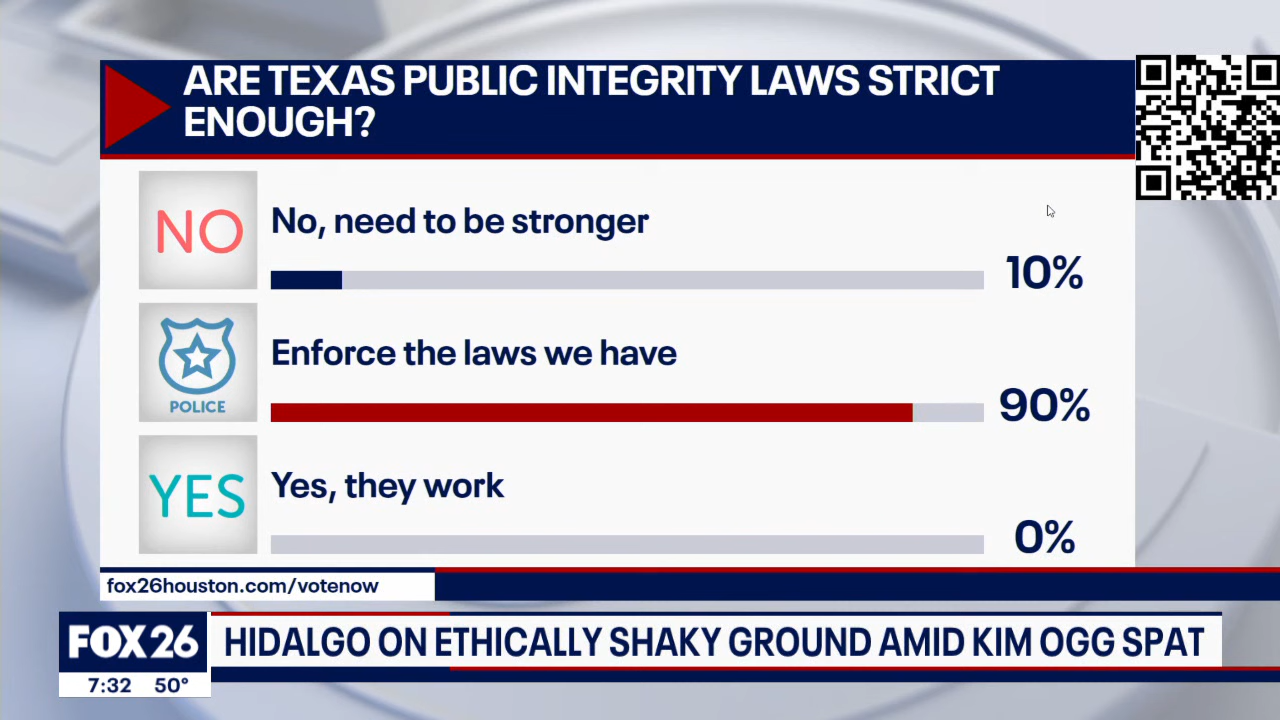 ARE TEXAS PUBLIC INTEGRITY LAWS STRICT
ENOUGH?
NO
No, need to be stronger
10%
POLICE
Enforce the laws we have
90%
YES
Yes, they work
0%
fox26houston.com/votenow
FOX 26
HIDALGO ON ETHICALLY SHAKY GROUND AMID KIM OGG SPAT
7:32 50°